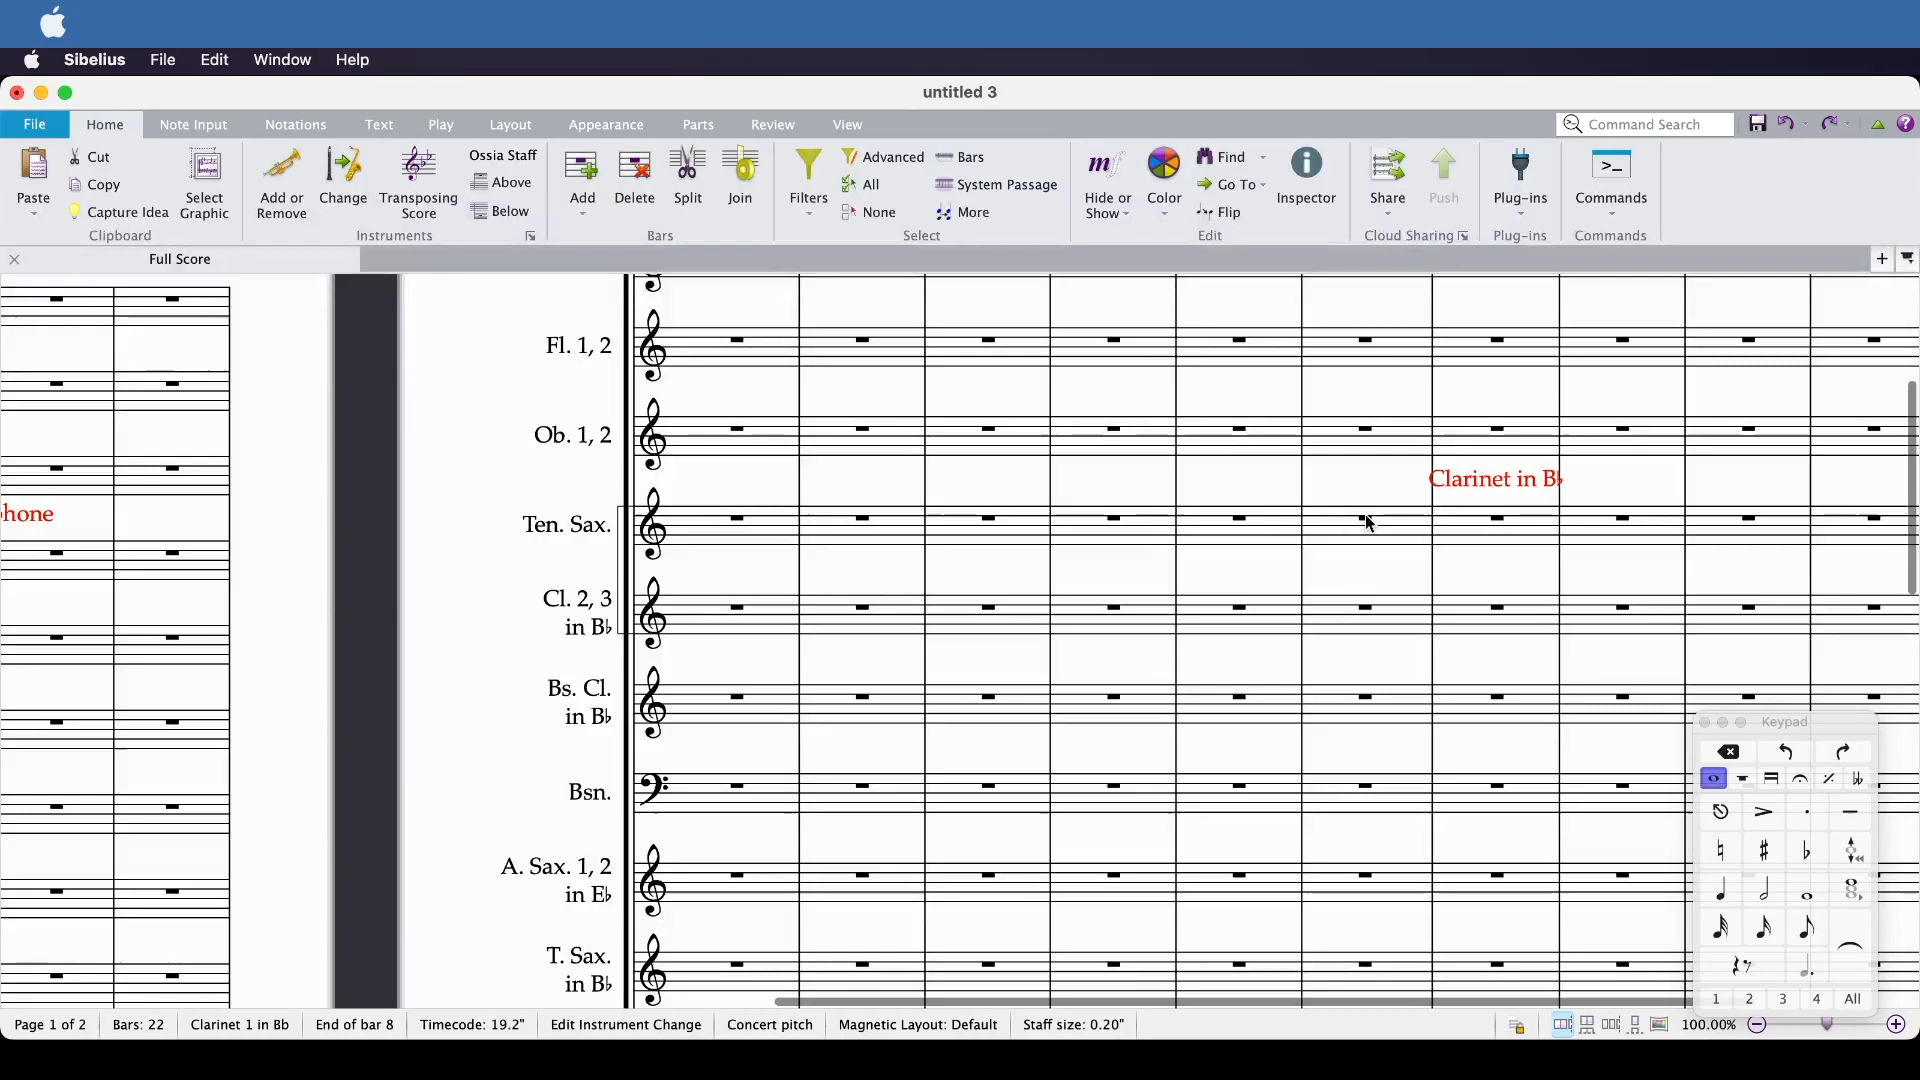 Sibelius File Edit Window Help
untitled 3
File Home Note Input Notations Text Play Layout Appearance Parts Review View Command Search
Paste Cut Copy Capture Idea Select Graphic Clipboard
Add or Remove Change Transposing Score Ossia Staff Above Below Instruments
Add Delete Split Join Bars
Filters Advanced All None Bars System Passage More Select
Hide or Show Color Find Go To Flip Inspector Edit
Share Push Cloud Sharing
Plug-ins Plug-ins
Commands Commands
Full Score
hone
Fl. 1, 2
Ob. 1, 2
Clarinet in B♭
Ten. Sax.
Cl. 2, 3
in B♭
Bs. Cl.
in B♭
Bsn.
A. Sax. 1, 2
in E♭
T. Sax.
in B♭
Keypad
1 2 3 4 All
Page 1 of 2 Bars: 22 Clarinet 1 in Bb End of bar 8 Timecode: 19.2" Edit Instrument Change Concert pitch Magnetic Layout: Default Staff size: 0.20" 100.00%